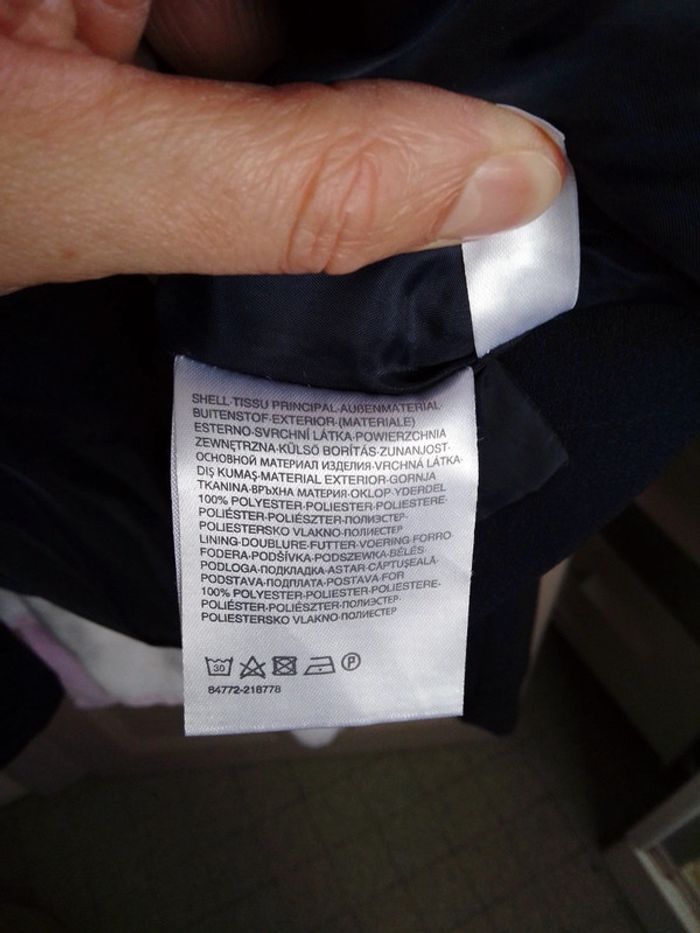 SHELL·TISSU PRINCIPAL·AUßENMATERIAL·
BUITENSTOF·EXTERIOR·(MATERIALE)
ESTERNO·SVRCHNÍ LÁTKA·POWIERZCHNIA
ZEWNĘTRZNA·KÜLSŐ BORÍTÁS·ZUNANJOST·
ОСНОВНОЙ МАТЕРИАЛ ИЗДЕЛИЯ·VRCHNÁ LÁTKA·
DIŞ KUMAŞ·MATERIAL EXTERIOR·GORNJA
TKANINA·ВРЪХНА МАТЕРИЯ·OKLOP·YDERDEL
100% POLYESTER·POLIESTER·POLIESTERE·
POLIÉSTER·POLIÉSZTER·ПОЛИЭСТЕР·
POLIESTERSKO VLAKNO·ПОЛИЕСТЕР
LINING·DOUBLURE·FUTTER·VOERING·FORRO·
FODERA·PODŠÍVKA·PODSZEWKA·BÉLÉS·
PODLOGA·ПОДКЛАДКА·ASTAR·CĂPTUŞEALĂ·
PODSTAVA·ПОДПЛАТА·POSTAVA·FOR
100% POLYESTER·POLIESTER·POLIESTERE·
POLIÉSTER·POLIÉSZTER·ПОЛИЭСТЕР·
POLIESTERSKO VLAKNO·ПОЛИЕСТЕР
30 P
84772-218778